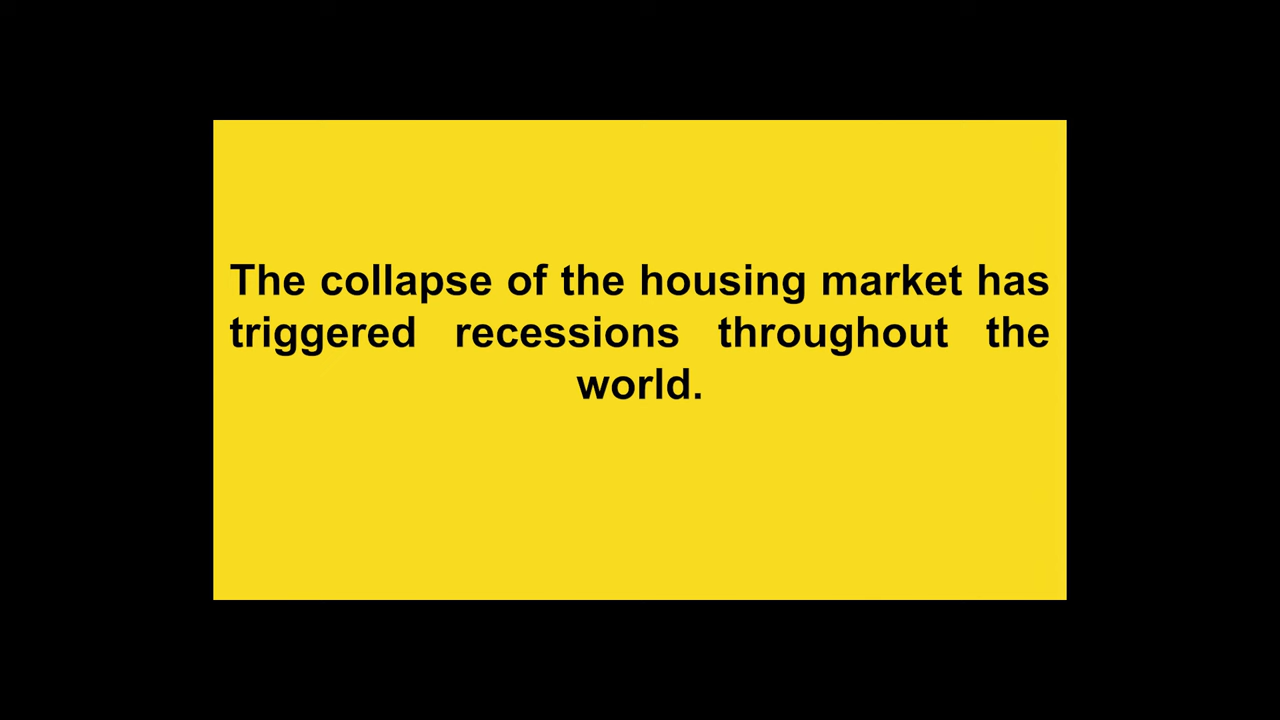 The collapse of the housing market has
triggered recessions throughout the
world.